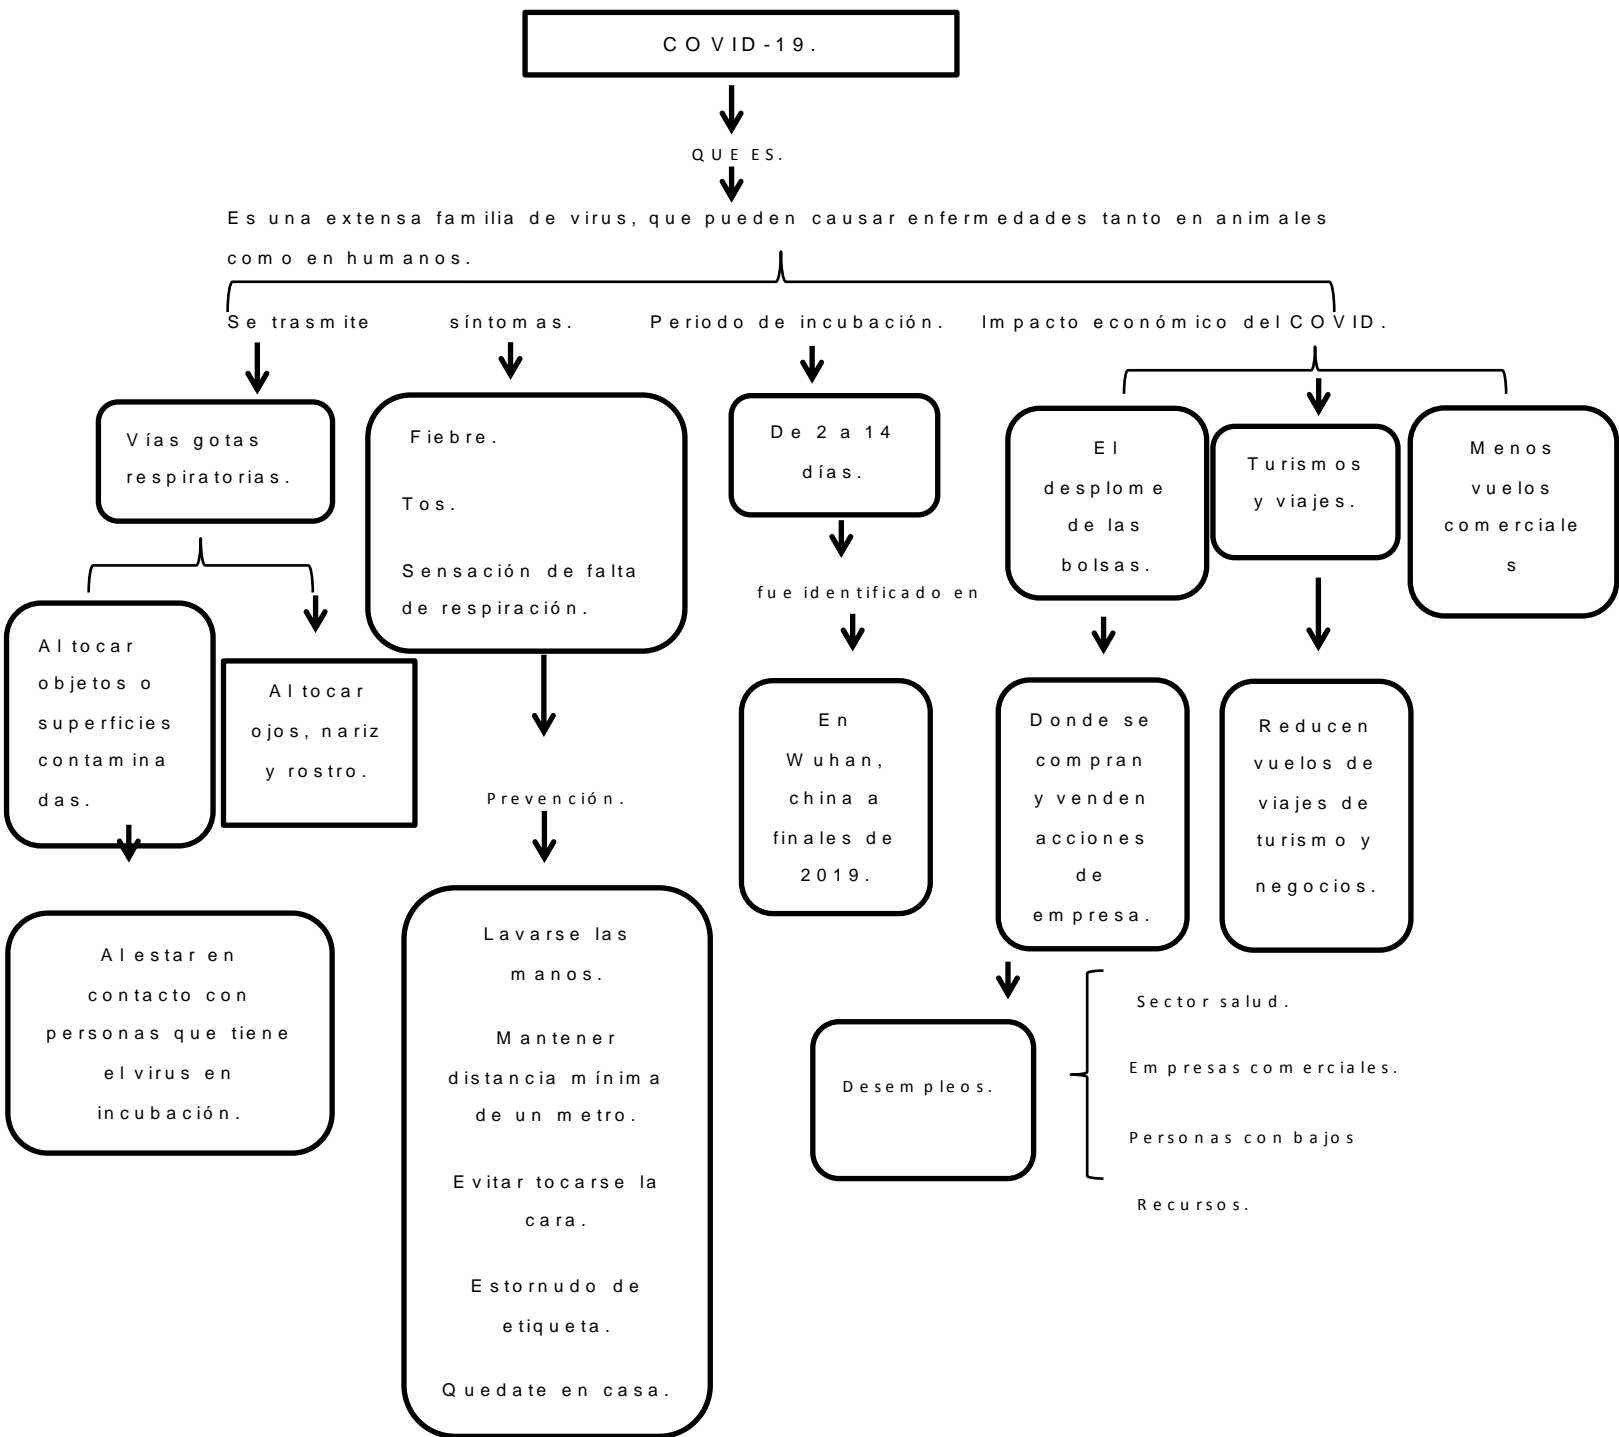 COVID-19.
QUE ES.
Es una extensa familia de virus, que pueden causar enfermedades tanto en animales
como en humanos.
Se trasmite
síntomas.
Periodo de incubación.
Impacto económico del COVID.
Vías gotas
respiratorias.
Fiebre.
Tos.
Sensación de falta
de respiración.
De 2 a 14
días.
El
desplome
de las
bolsas.
Turismos
y viajes.
Menos
vuelos
comerciale
s
fue identificado en
Al tocar
objetos o
superficies
contamina
das.
Al tocar
ojos, nariz
y rostro.
Prevención.
En
Wuhan,
china a
finales de
2019.
Donde se
compran
y venden
acciones
de
empresa.
Reducen
vuelos de
viajes de
turismo y
negocios.
Al estar en
contacto con
personas que tiene
el virus en
incubación.
Lavarse las
manos.
Mantener
distancia mínima
de un metro.
Evitar tocarse la
cara.
Estornudo de
etiqueta.
Quedate en casa.
Desempleos.
Sector salud.
Empresas comerciales.
Personas con bajos
Recursos.